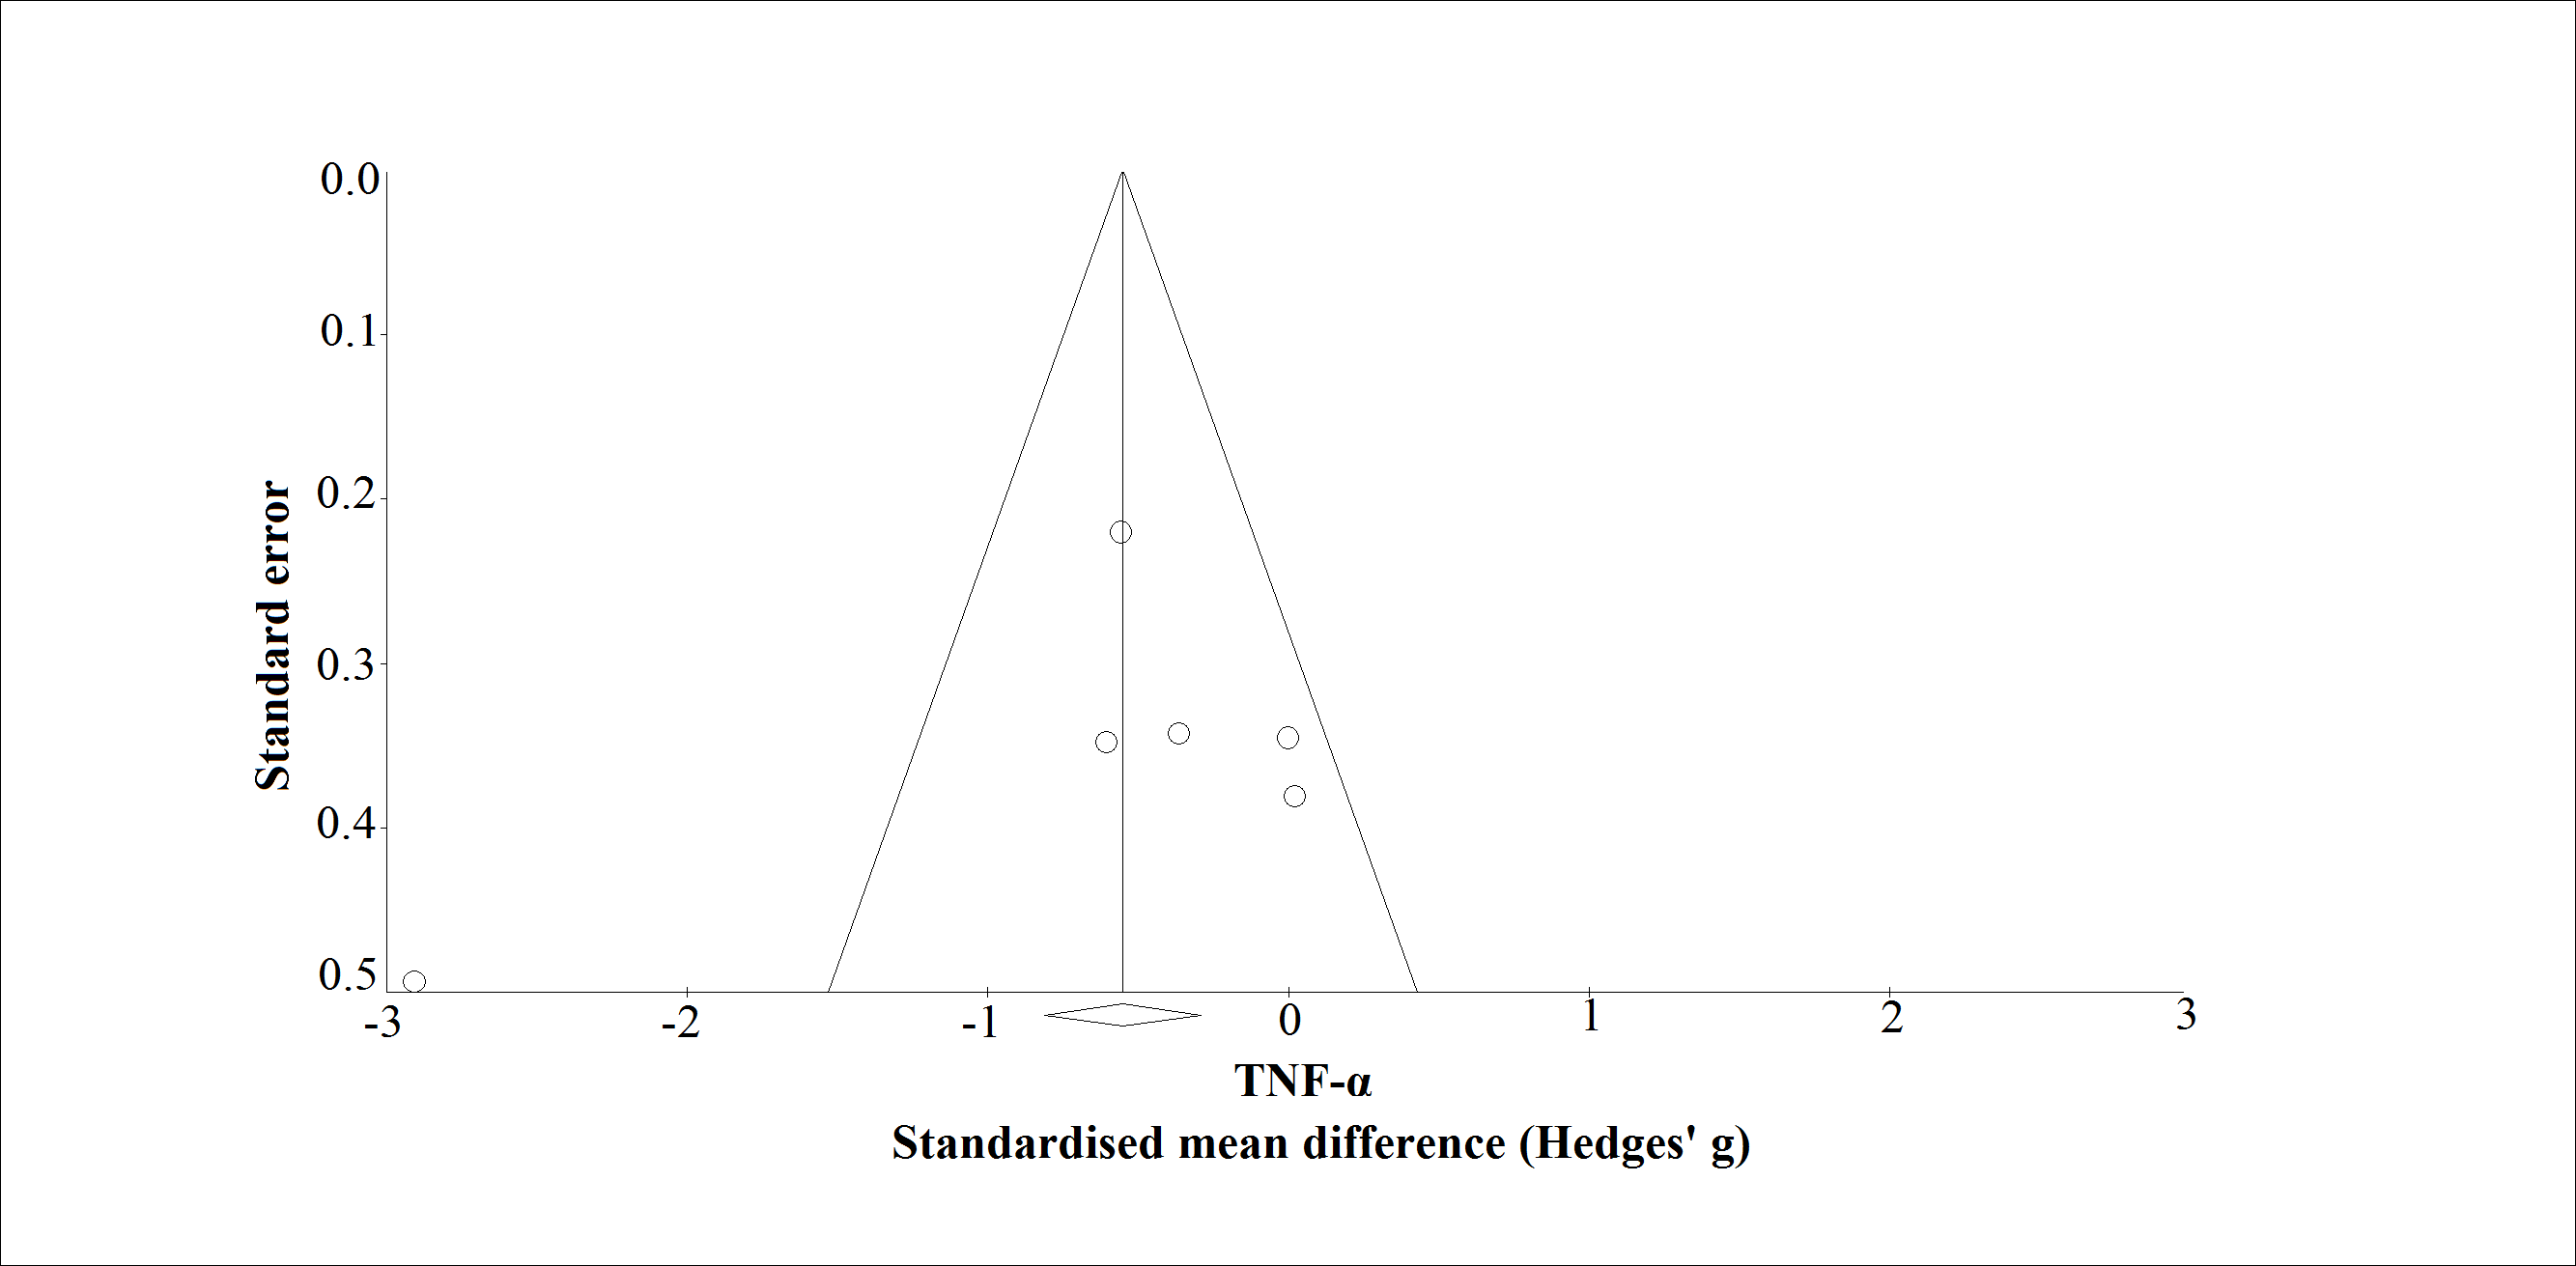 0.0
0.1
0.2
0.3
0.4
0.5
Standard error
-3 -2 -1 0 1 2 3
TNF-α
Standardised mean difference (Hedges' g)